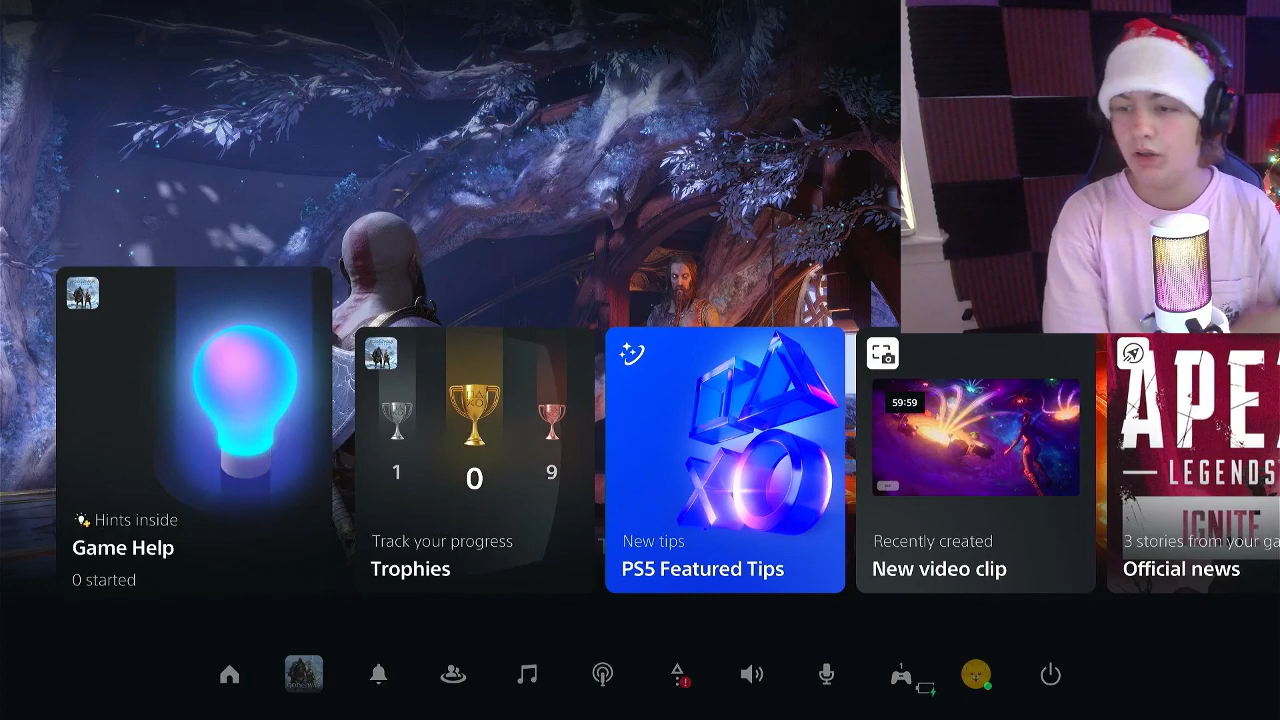 Hints inside
Game Help
0 started
1
0
9
Track your progress
Trophies
New tips
PS5 Featured Tips
59:59
Recently created
New video clip
APE
LEGENDS
IGNITE
3 stories from your ga
Official news
1